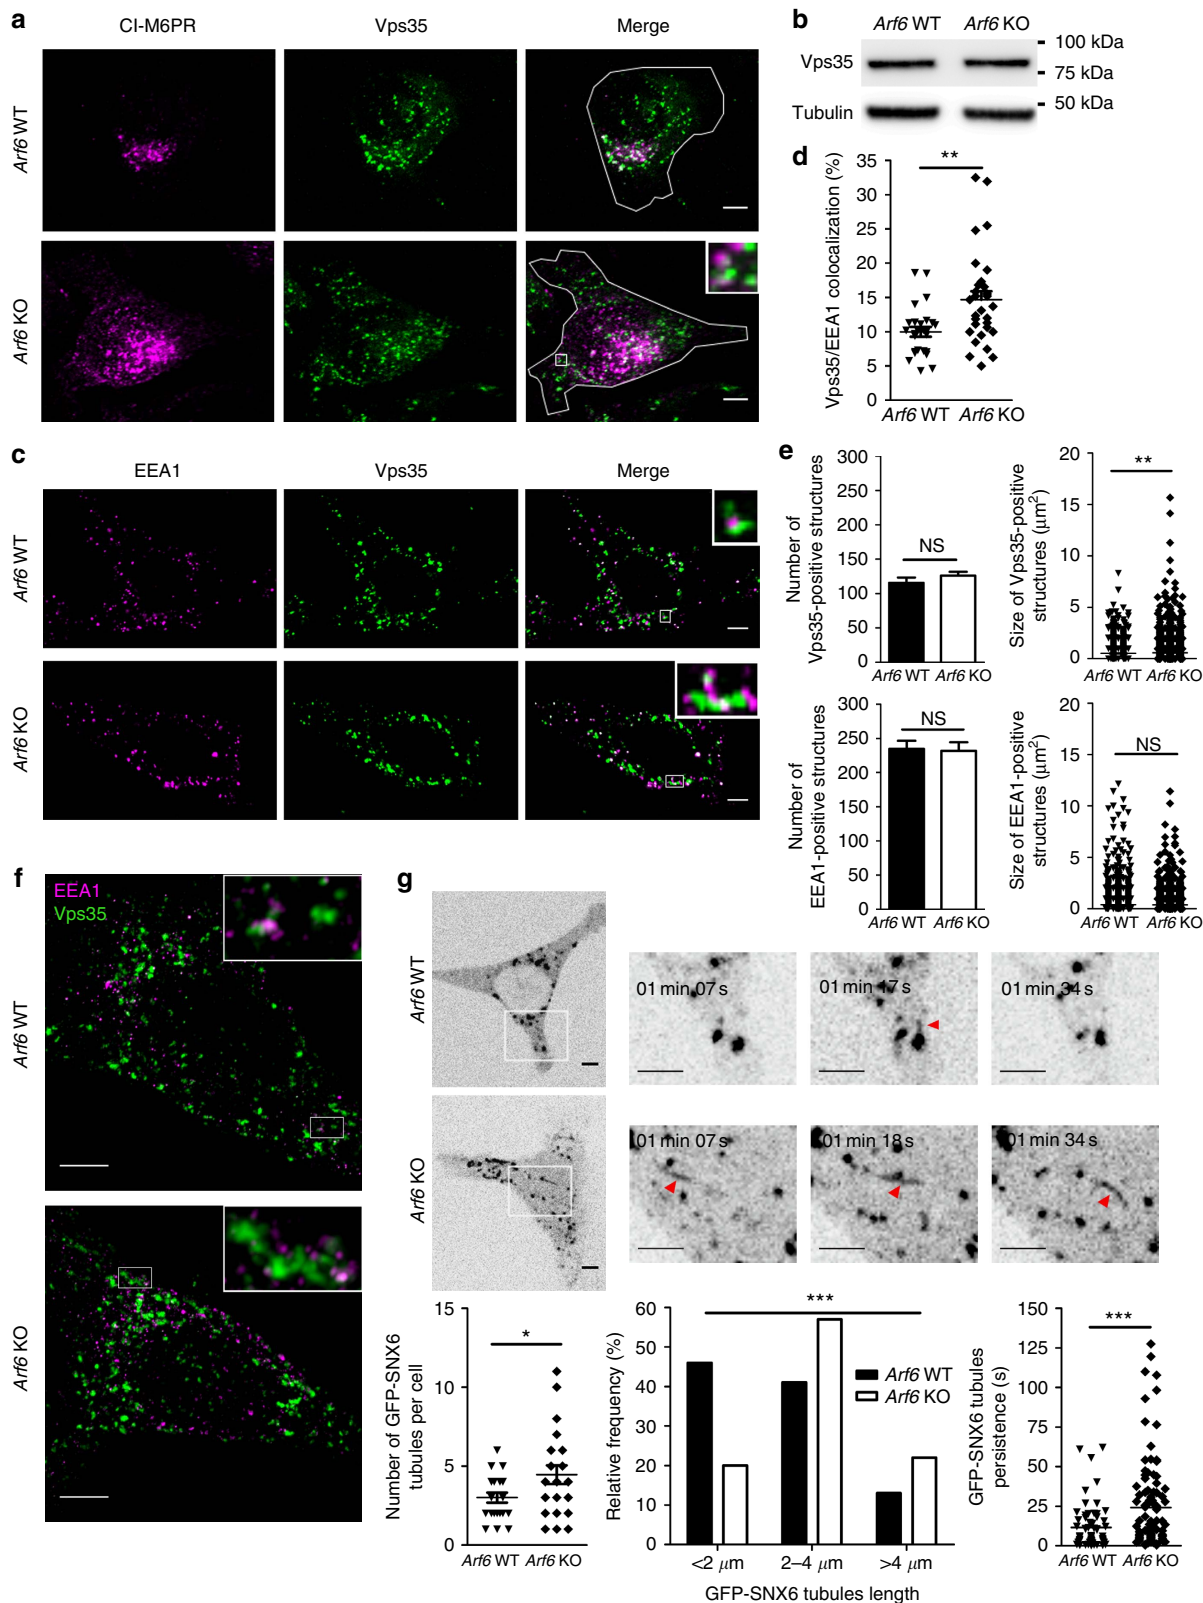 a
CI-M6PR
Vps35
Merge
Arf6 WT
Arf6 KO
b
Arf6 WT
Arf6 KO
Vps35
Tubulin
100 kDa
75 kDa
50 kDa
c
EEA1
Vps35
Merge
Arf6 WT
Arf6 KO
d
Vps35/EEA1 colocalization (%)
35
30
25
20
15
10
5
0
**
Arf6 WT
Arf6 KO
e
Number of
Vps35-positive structures
300
250
200
150
100
50
0
NS
Arf6 WT
Arf6 KO
Size of Vps35-positive
structures (μm²)
20
15
10
5
0
**
Arf6 WT
Arf6 KO
Number of
EEA1-positive structures
300
250
200
150
100
50
0
NS
Arf6 WT
Arf6 KO
Size of EEA1-positive
structures (μm²)
20
15
10
5
0
NS
Arf6 WT
Arf6 KO
f
EEA1
Vps35
Arf6 WT
Arf6 KO
g
Arf6 WT
01 min 07 s
01 min 17 s
01 min 34 s
Arf6 KO
01 min 07 s
01 min 18 s
01 min 34 s
Number of GFP-SNX6
tubules per cell
15
10
5
0
*
Arf6 WT
Arf6 KO
Relative frequency (%)
60
50
40
30
20
10
0
***
Arf6 WT
Arf6 KO
<2 μm
2–4 μm
>4 μm
GFP-SNX6 tubules length
GFP-SNX6 tubules
persistence (s)
150
125
100
75
50
25
0
***
Arf6 WT
Arf6 KO